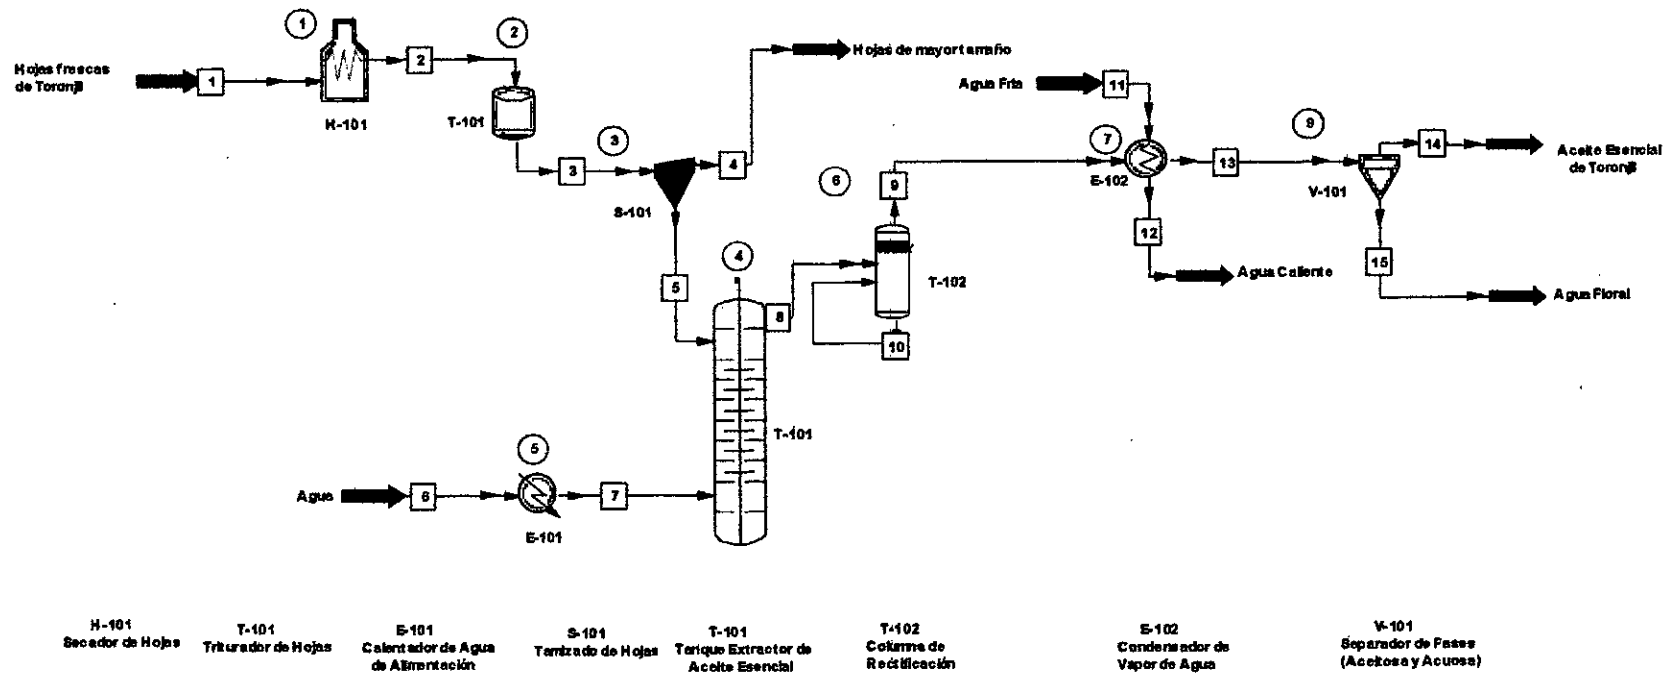 1
2
Hojas frescas
de Toronjil
1
H-101
2
T-101
3
3
S-101
4
Hojas de mayor tamaño
Agua Fria
11
7
E-102
13
9
V-101
14
Aceite Esencial
de Toronjil
12
Agua Caliente
15
Agua Floral
6
9
T-102
10
4
5
8
T-101
5
Agua
6
7
E-101
H-101
Secador de Hojas
T-101
Triturador de Hojas
E-101
Calentador de Agua
de Alimentación
S-101
Tamizado de Hojas
T-101
Tanque Extractor de
Aceite Esencial
T-102
Columna de
Rectificación
E-102
Condensador de
Vapor de Agua
V-101
Separador de Fases
(Aceitosa y Acuosa)